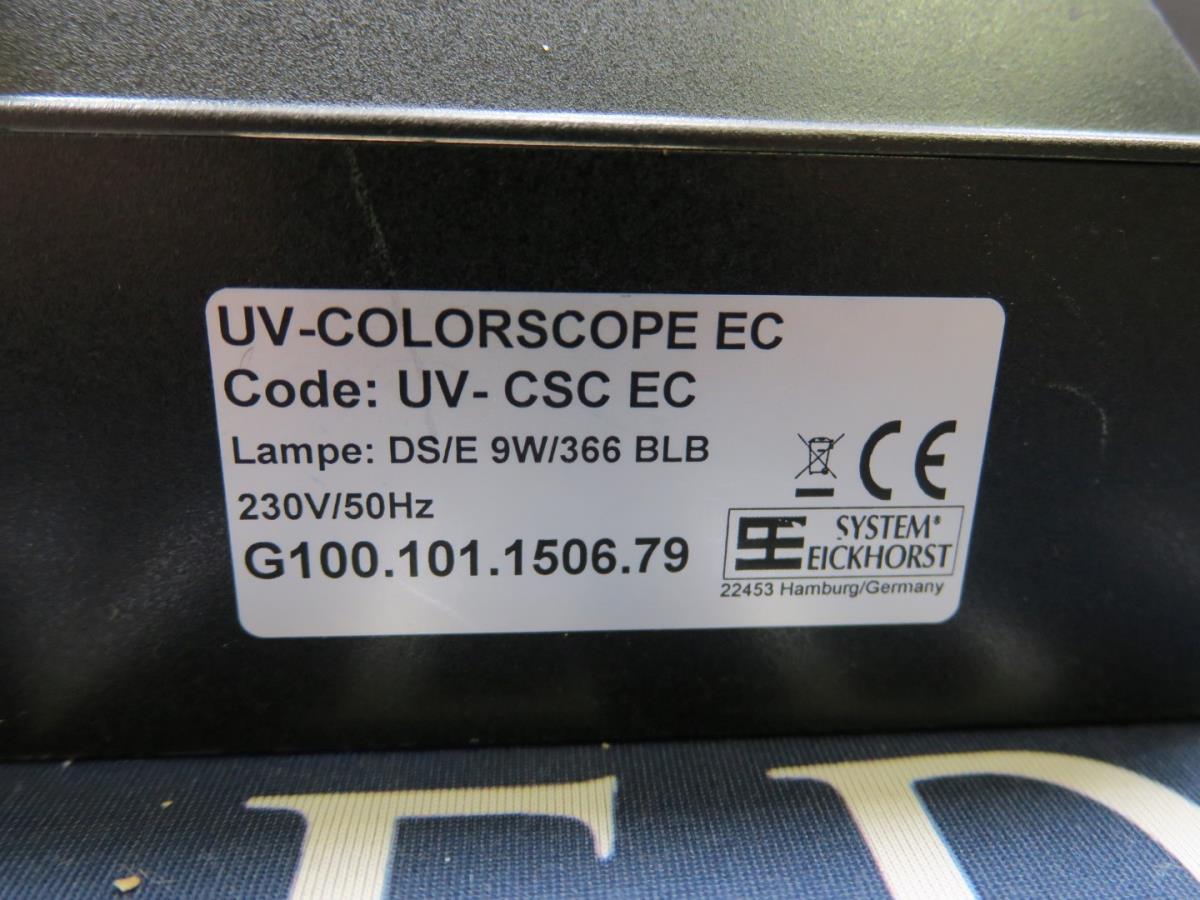 UV-COLORSCOPE EC
Code: UV- CSC EC
Lampe: DS/E 9W/366 BLB
230V/50Hz
G100.101.1506.79
CE
SYSTEM®
EICKHORST
22453 Hamburg/Germany